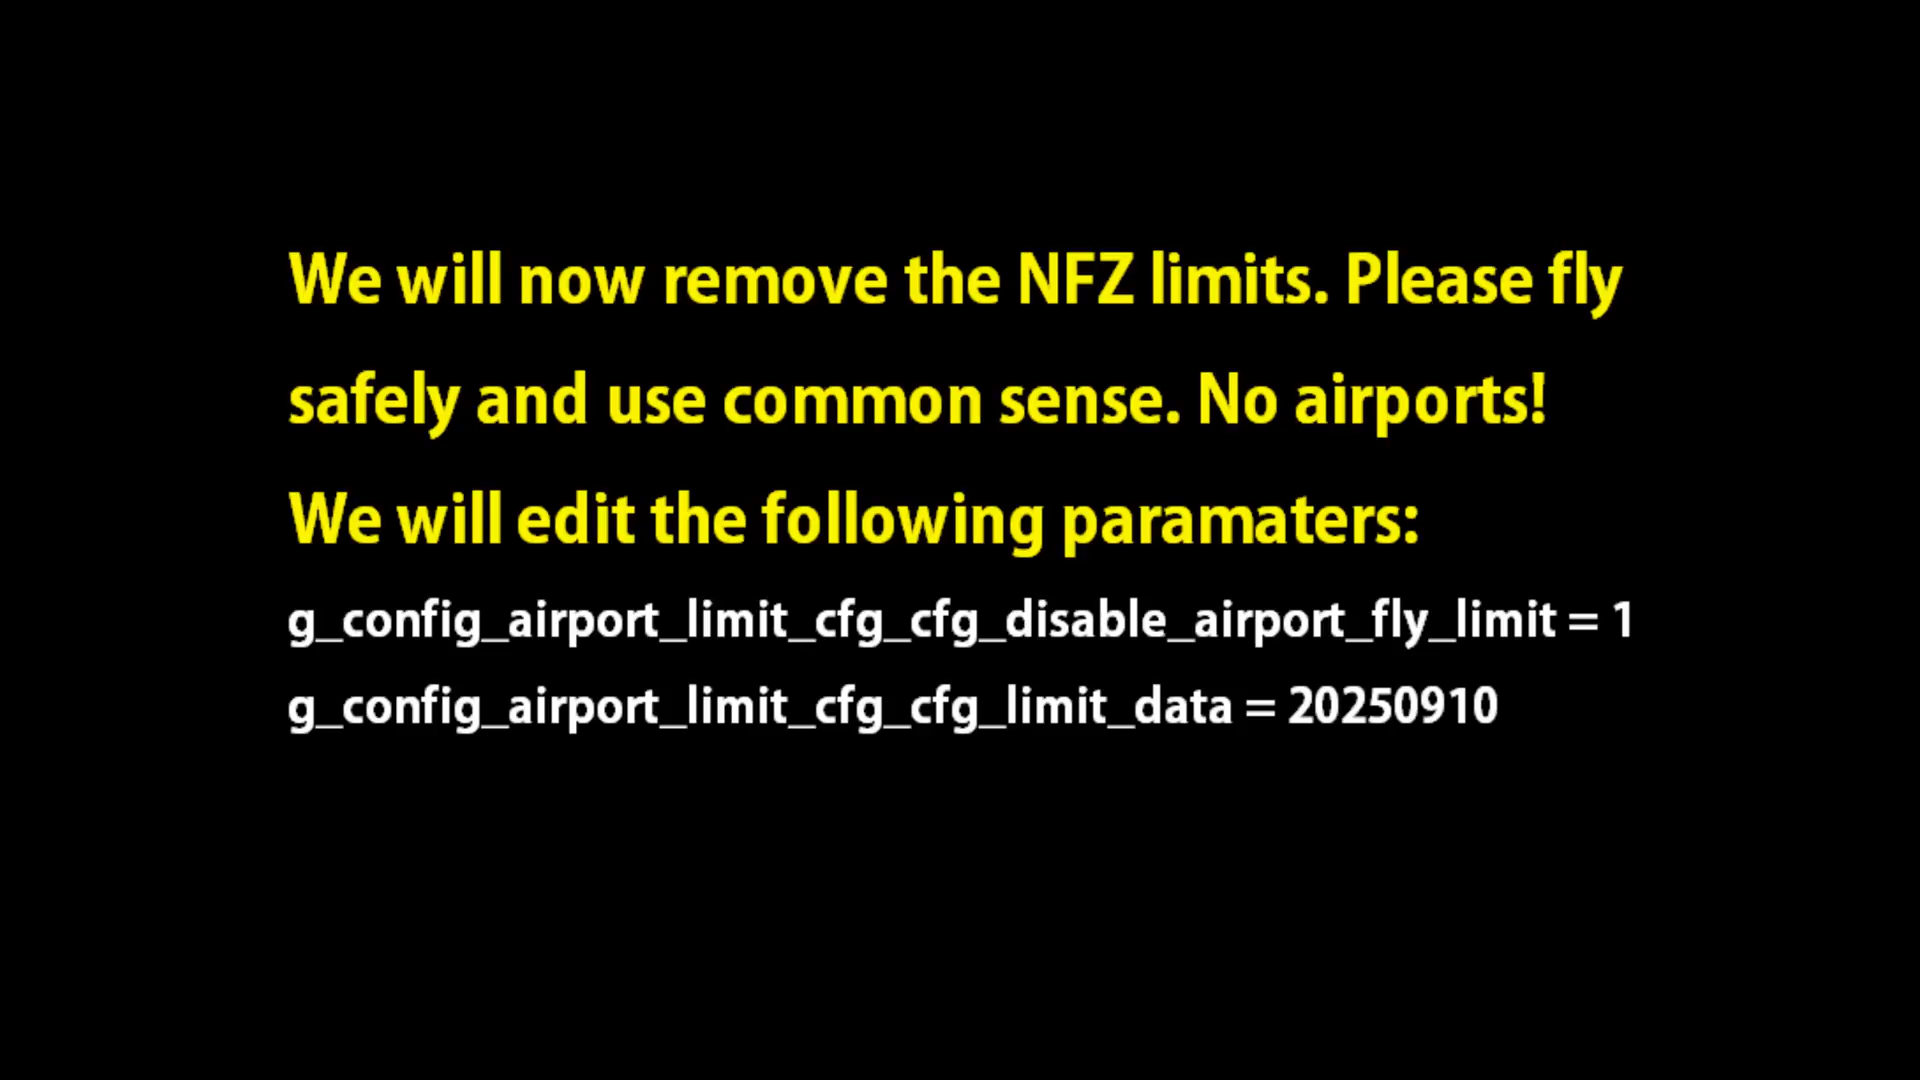 We will now remove the NFZ limits. Please fly
safely and use common sense. No airports!
We will edit the following paramaters:
g_config_airport_limit_cfg_cfg_disable_airport_fly_limit = 1
g_config_airport_limit_cfg_cfg_limit_data = 20250910